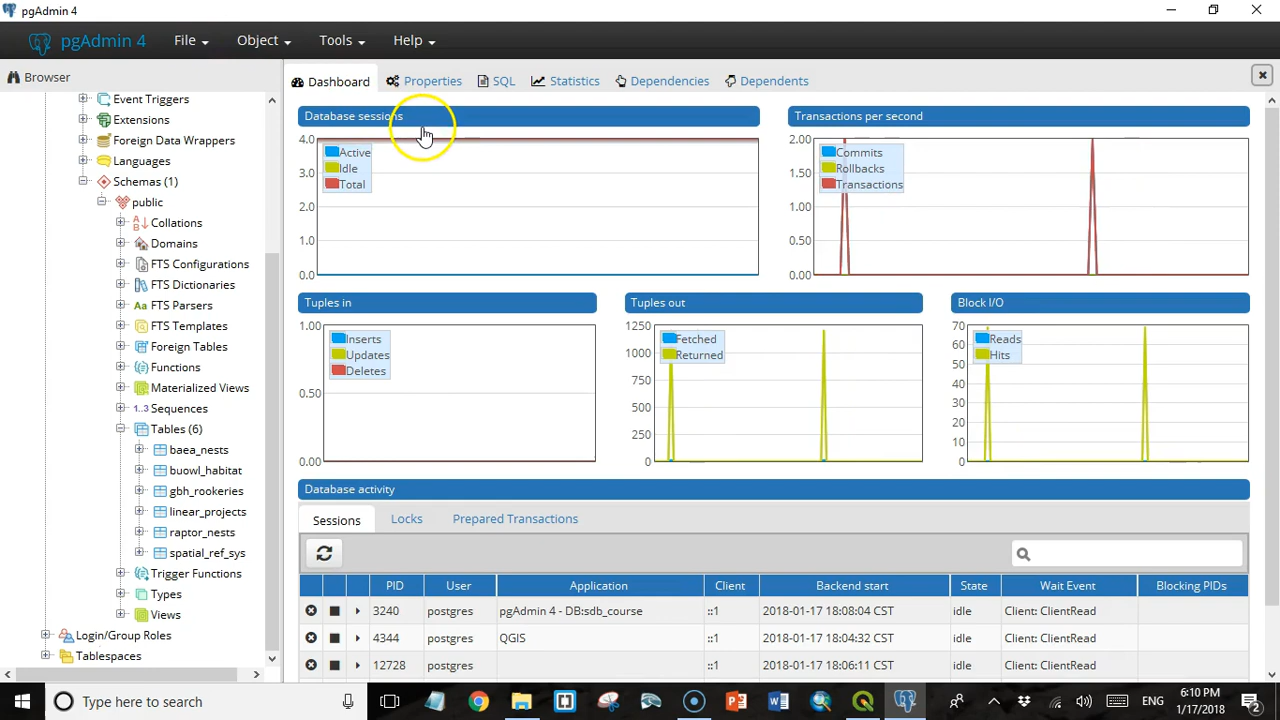 pgAdmin 4
pgAdmin 4
File
Object
Tools
Help
Browser
Event Triggers
Extensions
Foreign Data Wrappers
Languages
Schemas (1)
public
Collations
Domains
FTS Configurations
FTS Dictionaries
Aa FTS Parsers
FTS Templates
Foreign Tables
Functions
Materialized Views
1..3 Sequences
Tables (6)
baea_nests
buowl_habitat
gbh_rookeries
linear_projects
raptor_nests
spatial_ref_sys
Trigger Functions
Types
Views
Login/Group Roles
Tablespaces
Dashboard
Properties
SQL
Statistics
Dependencies
Dependents
Database sessions
4.0
3.0
2.0
1.0
0.0
Active
Idle
Total
Transactions per second
2.00
1.50
1.00
0.50
0.00
Commits
Rollbacks
Transactions
Tuples in
1.00
0.50
0.00
Inserts
Updates
Deletes
Tuples out
1250
1000
750
500
250
0
Fetched
Returned
Block I/O
70
60
50
40
30
20
10
0
Reads
Hits
Database activity
Sessions
Locks
Prepared Transactions
PID User Application Client Backend start State Wait Event Blocking PIDs
3240 postgres pgAdmin 4 - DB:sdb_course ::1 2018-01-17 18:08:04 CST idle Client: ClientRead
4344 postgres QGIS ::1 2018-01-17 18:04:32 CST idle Client: ClientRead
12728 postgres ::1 2018-01-17 18:06:11 CST idle Client: ClientRead
Type here to search
ENG
6:10 PM
1/17/2018
2